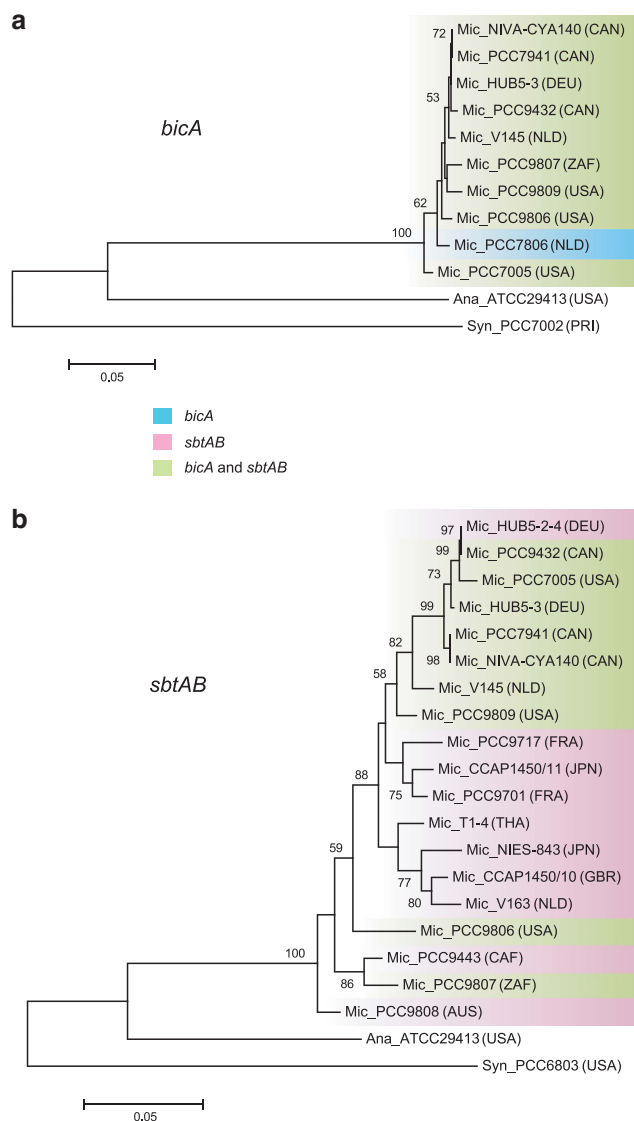 a
bicA
72
53
62
100
Mic_NIVA-CYA140 (CAN)
Mic_PCC7941 (CAN)
Mic_HUB5-3 (DEU)
Mic_PCC9432 (CAN)
Mic_V145 (NLD)
Mic_PCC9807 (ZAF)
Mic_PCC9809 (USA)
Mic_PCC9806 (USA)
Mic_PCC7806 (NLD)
Mic_PCC7005 (USA)
Ana_ATCC29413 (USA)
Syn_PCC7002 (PRI)
0.05
bicA
sbtAB
bicA and sbtAB
b
sbtAB
97
99
73
99
98
82
58
75
88
77
80
59
86
100
Mic_HUB5-2-4 (DEU)
Mic_PCC9432 (CAN)
Mic_PCC7005 (USA)
Mic_HUB5-3 (DEU)
Mic_PCC7941 (CAN)
Mic_NIVA-CYA140 (CAN)
Mic_V145 (NLD)
Mic_PCC9809 (USA)
Mic_PCC9717 (FRA)
Mic_CCAP1450/11 (JPN)
Mic_PCC9701 (FRA)
Mic_T1-4 (THA)
Mic_NIES-843 (JPN)
Mic_CCAP1450/10 (GBR)
Mic_V163 (NLD)
Mic_PCC9806 (USA)
Mic_PCC9443 (CAF)
Mic_PCC9807 (ZAF)
Mic_PCC9808 (AUS)
Ana_ATCC29413 (USA)
Syn_PCC6803 (USA)
0.05